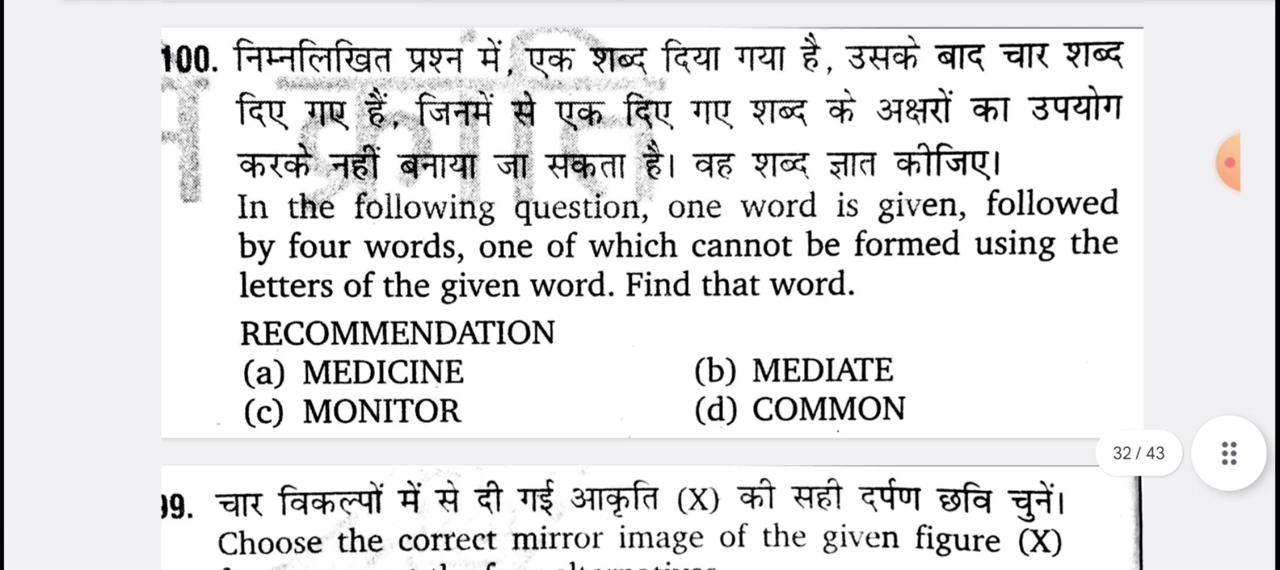 100. निम्नलिखित प्रश्न में, एक शब्द दिया गया है, उसके बाद चार शब्द
दिए गए हैं, जिनमें से एक दिए गए शब्द के अक्षरों का उपयोग
करके नहीं बनाया जा सकता है। वह शब्द ज्ञात कीजिए।
In the following question, one word is given, followed
by four words, one of which cannot be formed using the
letters of the given word. Find that word.
RECOMMENDATION
(a) MEDICINE (b) MEDIATE
(c) MONITOR (d) COMMON
32 / 43
99. चार विकल्पों में से दी गई आकृति (X) की सही दर्पण छवि चुनें।
Choose the correct mirror image of the given figure (X)